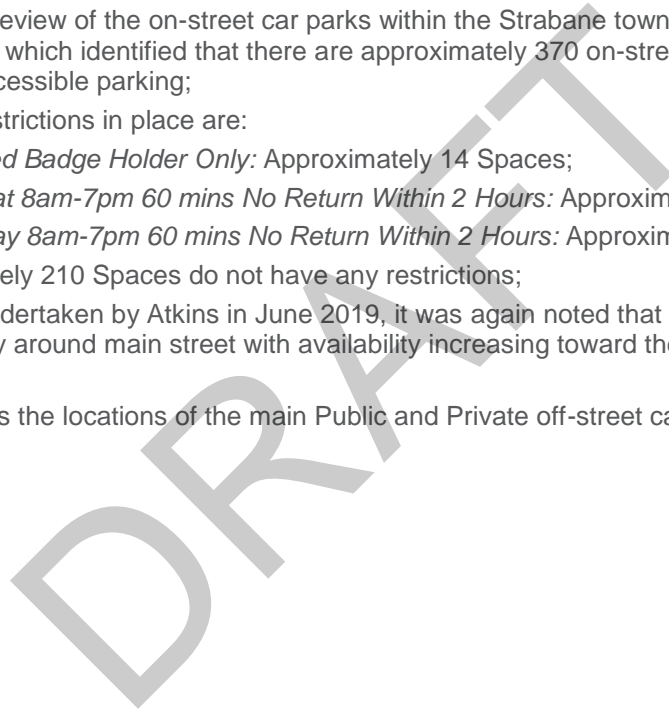 eview of the on-street car parks within the Strabane town
which identified that there are approximately 370 on-stre
cessible parking;
strictions in place are:
ed Badge Holder Only: Approximately 14 Spaces;
at 8am-7pm 60 mins No Return Within 2 Hours: Approxim
ay 8am-7pm 60 mins No Return Within 2 Hours: Approxim
ely 210 Spaces do not have any restrictions;
dertaken by Atkins in June 2019, it was again noted that
y around main street with availability increasing toward the
s the locations of the main Public and Private off-street ca
DRAFT